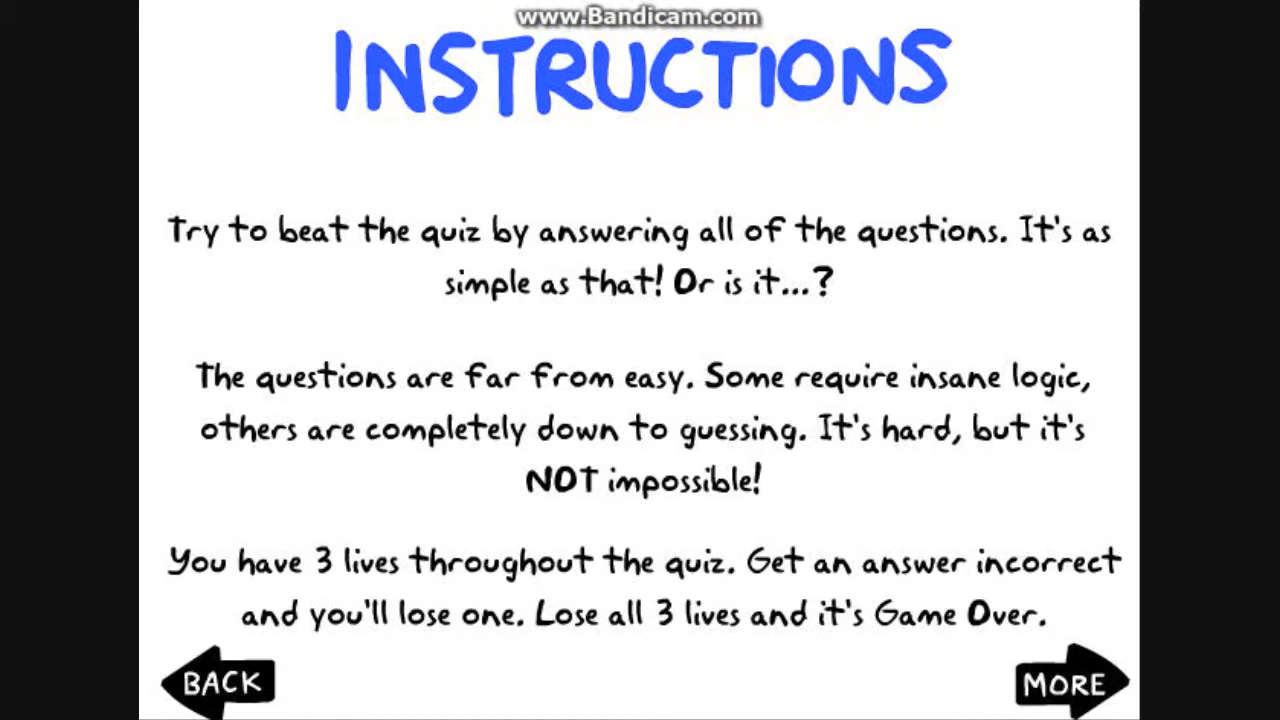 www.Bandicam.com
INSTRUCTIONS
Try to beat the quiz by answering all of the questions. It's as
simple as that! Or is it...?
The questions are far from easy. Some require insane logic,
others are completely down to guessing. It's hard, but it's
NOT impossible!
You have 3 lives throughout the quiz. Get an answer incorrect
and you'll lose one. Lose all 3 lives and it's Game Over.
BACK
MORE